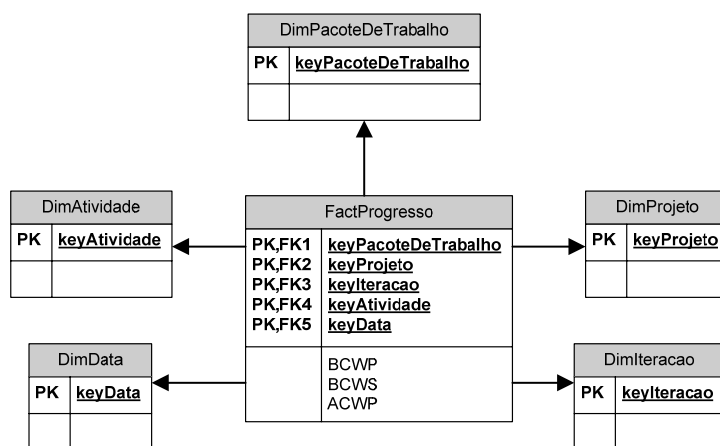 DimPacoteDeTrabalho
PK keyPacoteDeTrabalho
DimAtividade
PK keyAtividade
FactProgresso
PK,FK1 keyPacoteDeTrabalho
PK,FK2 keyProjeto
PK,FK3 keyIteracao
PK,FK4 keyAtividade
PK,FK5 keyData
BCWP
BCWS
ACWP
DimProjeto
PK keyProjeto
DimData
PK keyData
DimIteracao
PK keyIteracao